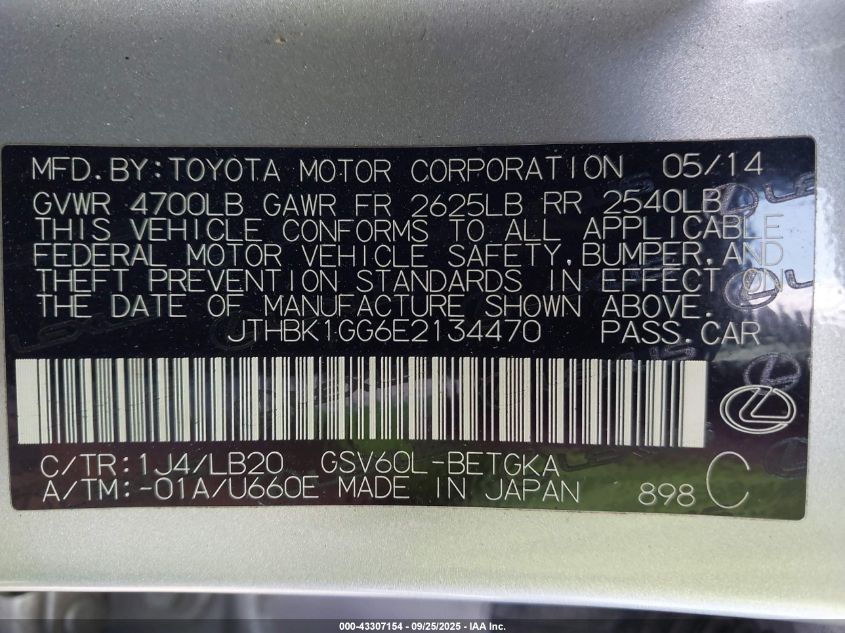 MFD.BY:TOYOTA MOTOR CORPORATION 05/14
GVWR 4700LB GAWR FR 2625LB RR 2540LB
THIS VEHICLE CONFORMS TO ALL APPLICABLE
FEDERAL MOTOR VEHICLE SAFETY,BUMPER,AND
THEFT PREVENTION STANDARDS IN EFFECT ON
THE DATE OF MANUFACTURE SHOWN ABOVE.
JTHBK1GG6E2134470 PASS.CAR
C/TR:1J4/LB20 GSV60L-BETGKA
A/TM:-01A/U660E MADE IN JAPAN 898 C
000-43307154 - 09/25/2025 - IAA Inc.